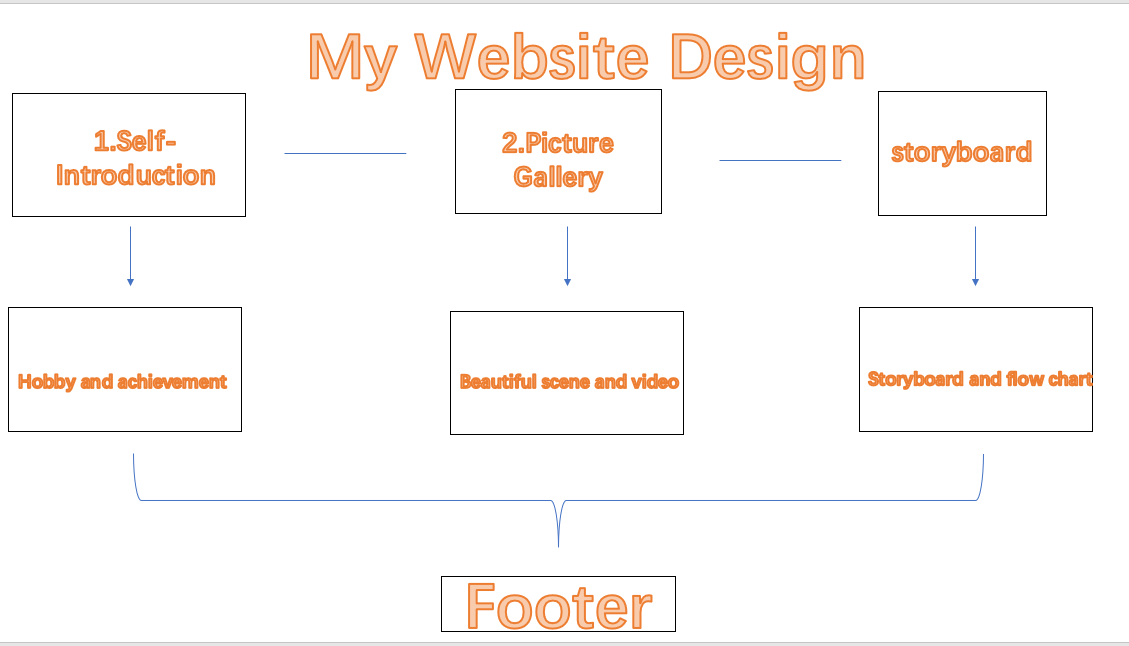 My Website Design
1.Self-
Introduction
2.Picture
Gallery
storyboard
Hobby and achievement
Beautiful scene and video
Storyboard and flow chart
Footer